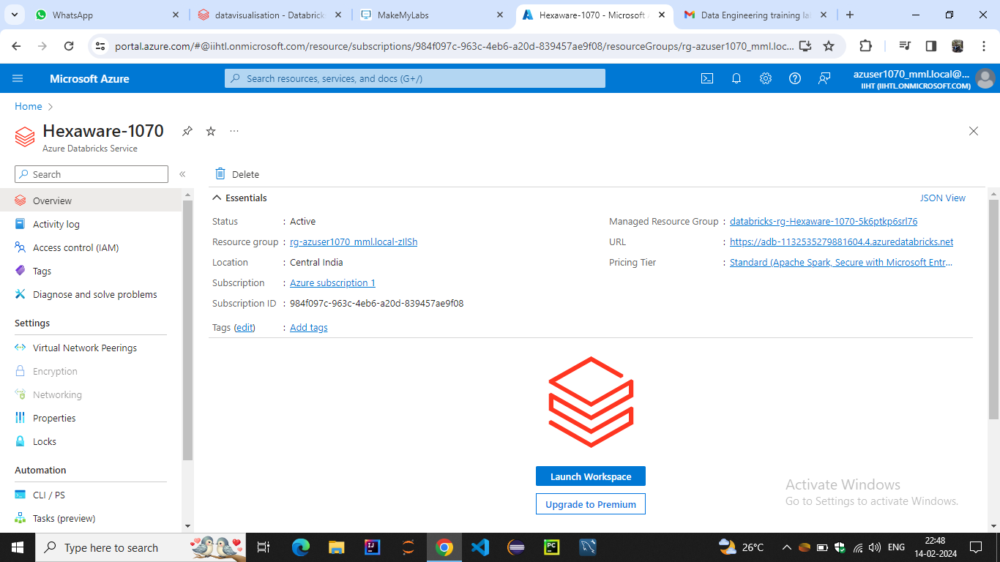 WhatsApp
datavisualisation - Databricks
MakeMyLabs
Hexaware-1070 - Microsoft A
Data Engineering training la
portal.azure.com/#@iihtl.onmicrosoft.com/resource/subscriptions/984f097c-963c-4eb6-a20d-839457ae9f08/resourceGroups/rg-azuser1070_mml.loc...
Microsoft Azure
Search resources, services, and docs (G+/)
azuser1070_mml.local@...
IIHT (IIHTL.ONMICROSOFT.COM)
Home
Hexaware-1070
Azure Databricks Service
Search
Delete
Overview
Activity log
Access control (IAM)
Tags
Diagnose and solve problems
Settings
Virtual Network Peerings
Encryption
Networking
Properties
Locks
Automation
CLI / PS
Tasks (preview)
Essentials
JSON View
Status : Active
Resource group : rg-azuser1070_mml.local-zIlSh
Location : Central India
Subscription : Azure subscription 1
Subscription ID : 984f097c-963c-4eb6-a20d-839457ae9f08
Tags (edit) : Add tags
Managed Resource Group : databricks-rg-Hexaware-1070-5k6ptkp6srl76
URL : https://adb-1132535279881604.4.azuredatabricks.net
Pricing Tier : Standard (Apache Spark, Secure with Microsoft Entr...
Launch Workspace
Upgrade to Premium
Activate Windows
Go to Settings to activate Windows.
Type here to search
26°C
ENG
22:48
14-02-2024